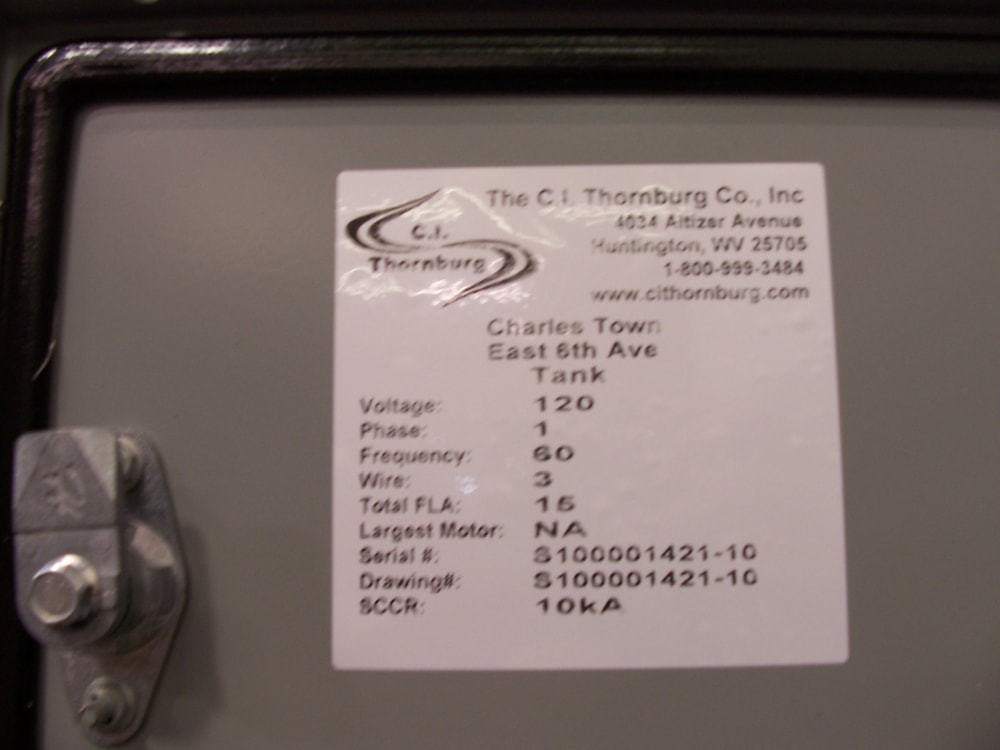 The C.I. Thornburg Co., Inc
4034 Altizer Avenue
Huntington, WV 25705
1-800-999-3484
www.cithornburg.com
C.I.
Thornburg
Charles Town
East 6th Ave
Tank
Voltage: 120
Phase: 1
Frequency: 60
Wire: 3
Total FLA: 15
Largest Motor: NA
Serial #: S100001421-10
Drawing#: S100001421-10
SCCR: 10kA